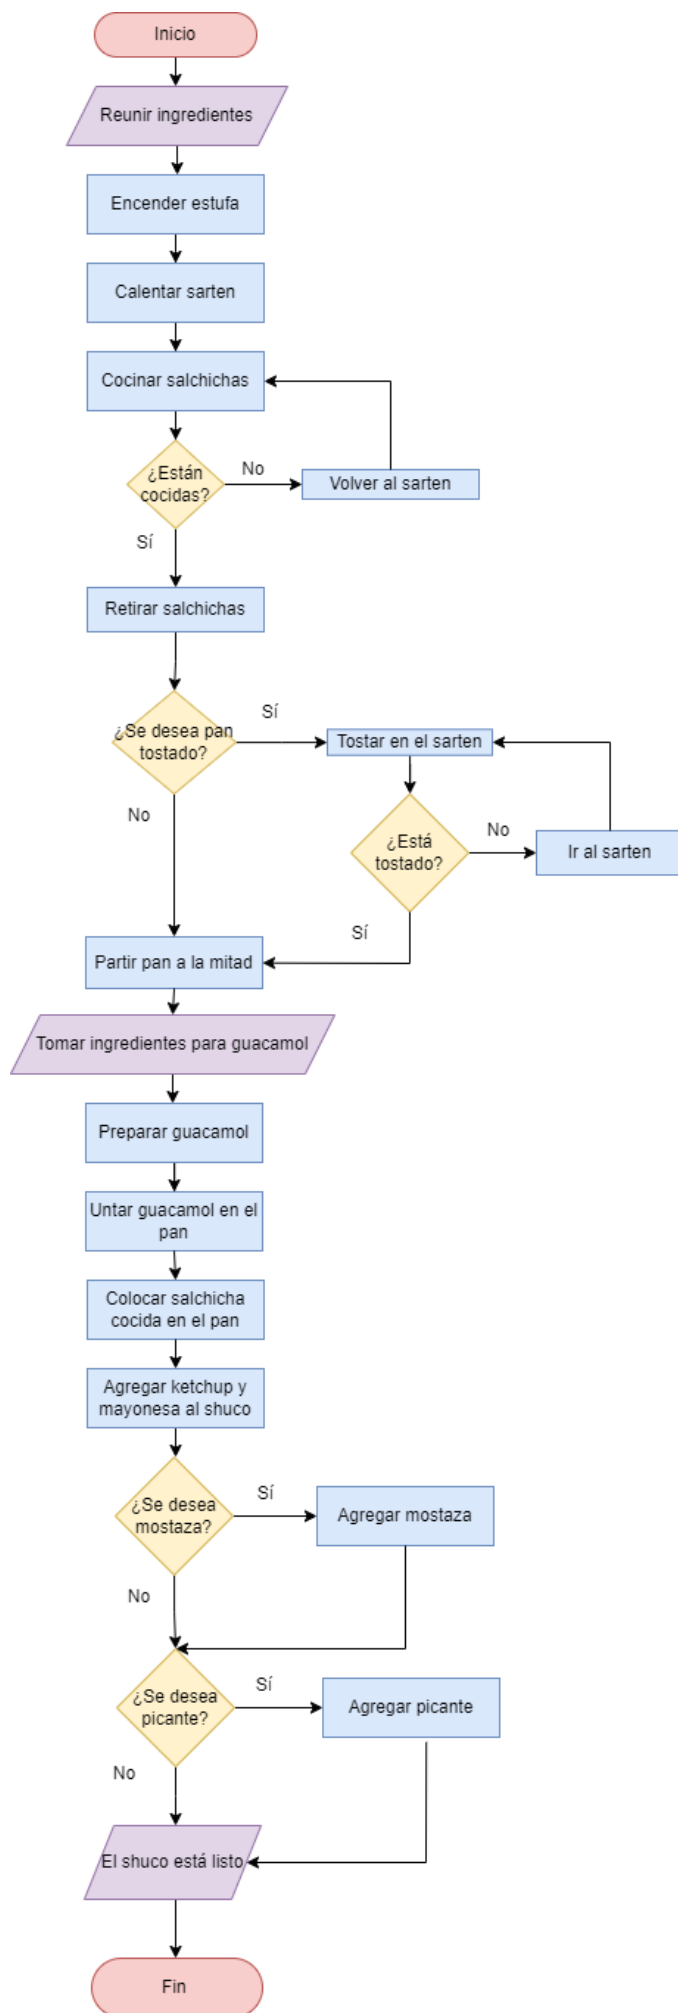 Inicio
Reunir ingredientes
Encender estufa
Calentar sarten
Cocinar salchichas
¿Están
cocidas?
No
Volver al sarten
Sí
Retirar salchichas
¿Se desea pan
tostado?
Sí
Tostar en el sarten
No
¿Está
tostado?
No
Ir al sarten
Sí
Partir pan a la mitad
Tomar ingredientes para guacamol
Preparar guacamol
Untar guacamol en el
pan
Colocar salchicha
cocida en el pan
Agregar ketchup y
mayonesa al shuco
¿Se desea
mostaza?
Sí
Agregar mostaza
No
¿Se desea
picante?
Sí
Agregar picante
No
El shuco está listo
Fin